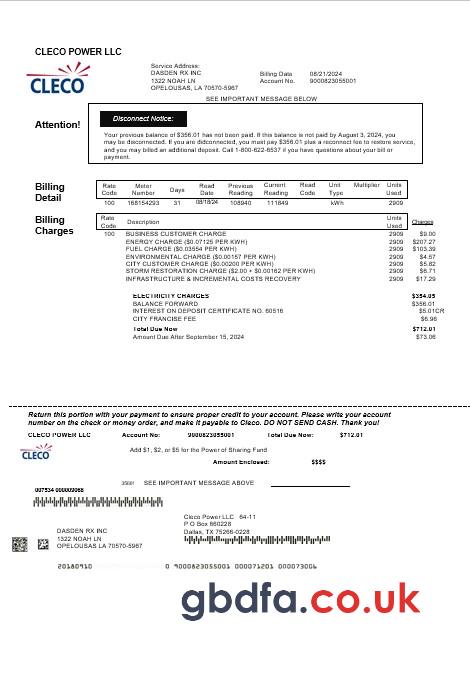 CLECO POWER LLC
CLECO
Service Address:
DASDEN RX INC
1322 NOAH LN
OPELOUSAS, LA 70570-5967
Billing Date 08/21/2024
Account No. 9000823055001
SEE IMPORTANT MESSAGE BELOW
Attention!
Disconnect Notice:
Your previous balance of $356.01 has not been paid. If this balance is not paid by August 3, 2024, you
may be disconnected. If you are didconnected, you must pay $356.01 plus a reconnect fee to restore service,
and you may billed an additional deposit. Call 1-800-622-6537 if you have questions about your bill or
payment.
Billing Detail
Rate Code Meter Number Days Read Date Previous Reading Current Reading Read Code Unit Type Multiplier Units Used
100 168154293 31 08/18/24 108940 111849 kWh 2909
Billing Charges
Rate Code Description Units Used Charges
100 BUSINESS CUSTOMER CHARGE 2909 $9.00
ENERGY CHARGE ($0.07125 PER KWH) 2909 $207.27
FUEL CHARGE ($0.03554 PER KWH) 2909 $103.39
ENVIRONMENTAL CHARGE ($0.00157 PER KWH) 2909 $4.57
CITY CUSTOMER CHARGE ($0.00200 PER KWH) 2909 $5.82
STORM RESTORATION CHARGE ($2.00 + $0.00162 PER KWH) 2909 $6.71
INFRASTRUCTURE & INCREMENTAL COSTS RECOVERY 2909 $17.29
ELECTRICITY CHARGES $354.05
BALANCE FORWARD $356.01
INTEREST ON DEPOSIT CERTIFICATE NO. 60516 $5.01CR
CITY FRANCISE FEE $6.96
Total Due Now $712.01
Amount Due After September 15, 2024 $73.06
Return this portion with your payment to ensure proper credit to your account. Please write your account
number on the check or money order, and make it payable to Cleco. DO NOT SEND CASH. Thank you!
CLECO POWER LLC Account No: 9000823055001 Total Due Now: $712.01
CLECO
Add $1, $2, or $5 for the Power of Sharing Fund
Amount Enclosed: $$$$
35001 SEE IMPORTANT MESSAGE ABOVE
007534 000009068
Cleco Power LLC 64-11
P O Box 660228
Dallas, TX 75266-0228
DASDEN RX INC
1322 NOAH LN
OPELOUSAS LA 70570-5967
20180910 0 9000823055001 000071201 000073006
gbdfa.co.uk